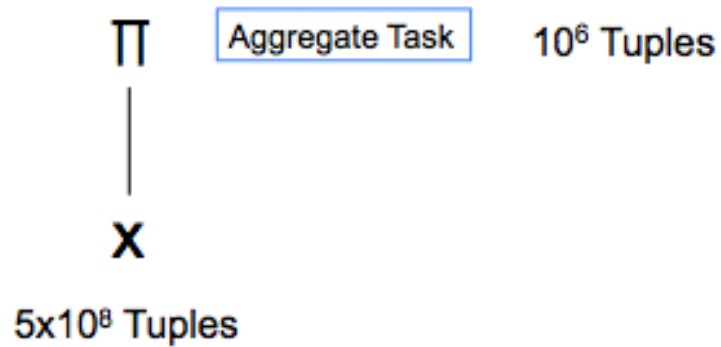 ∏ Aggregate Task 10⁶ Tuples
x
5x10⁸ Tuples